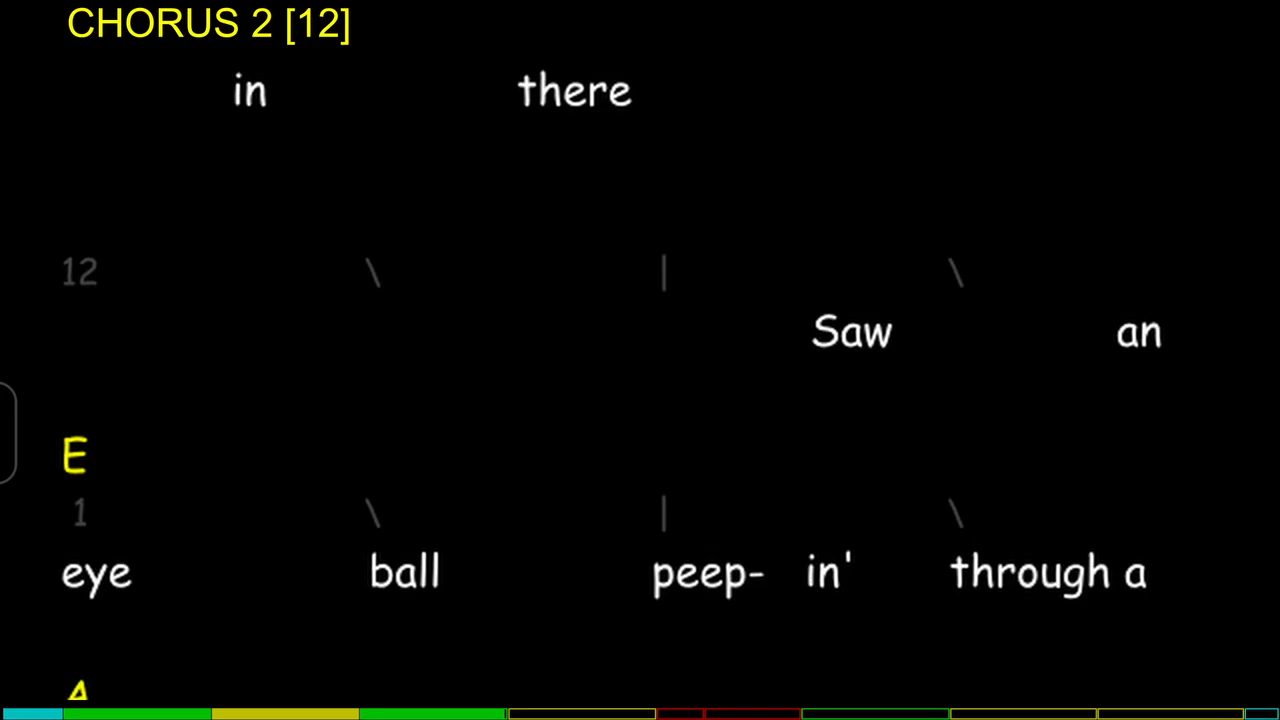 CHORUS 2 [12]
in there
12 \ | \
Saw an
E
1 \ | \
eye ball peep- in' through a
A